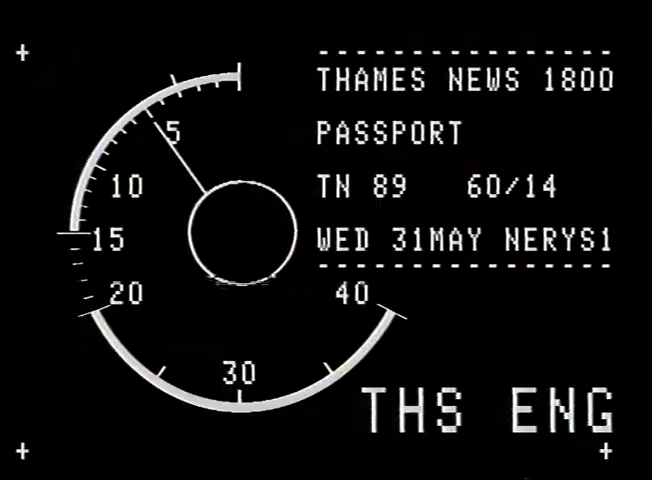 THAMES NEWS 1800
PASSPORT
TN 89 60/14
WED 31MAY NERYS1
5
10
15
20
30
40
THS ENG